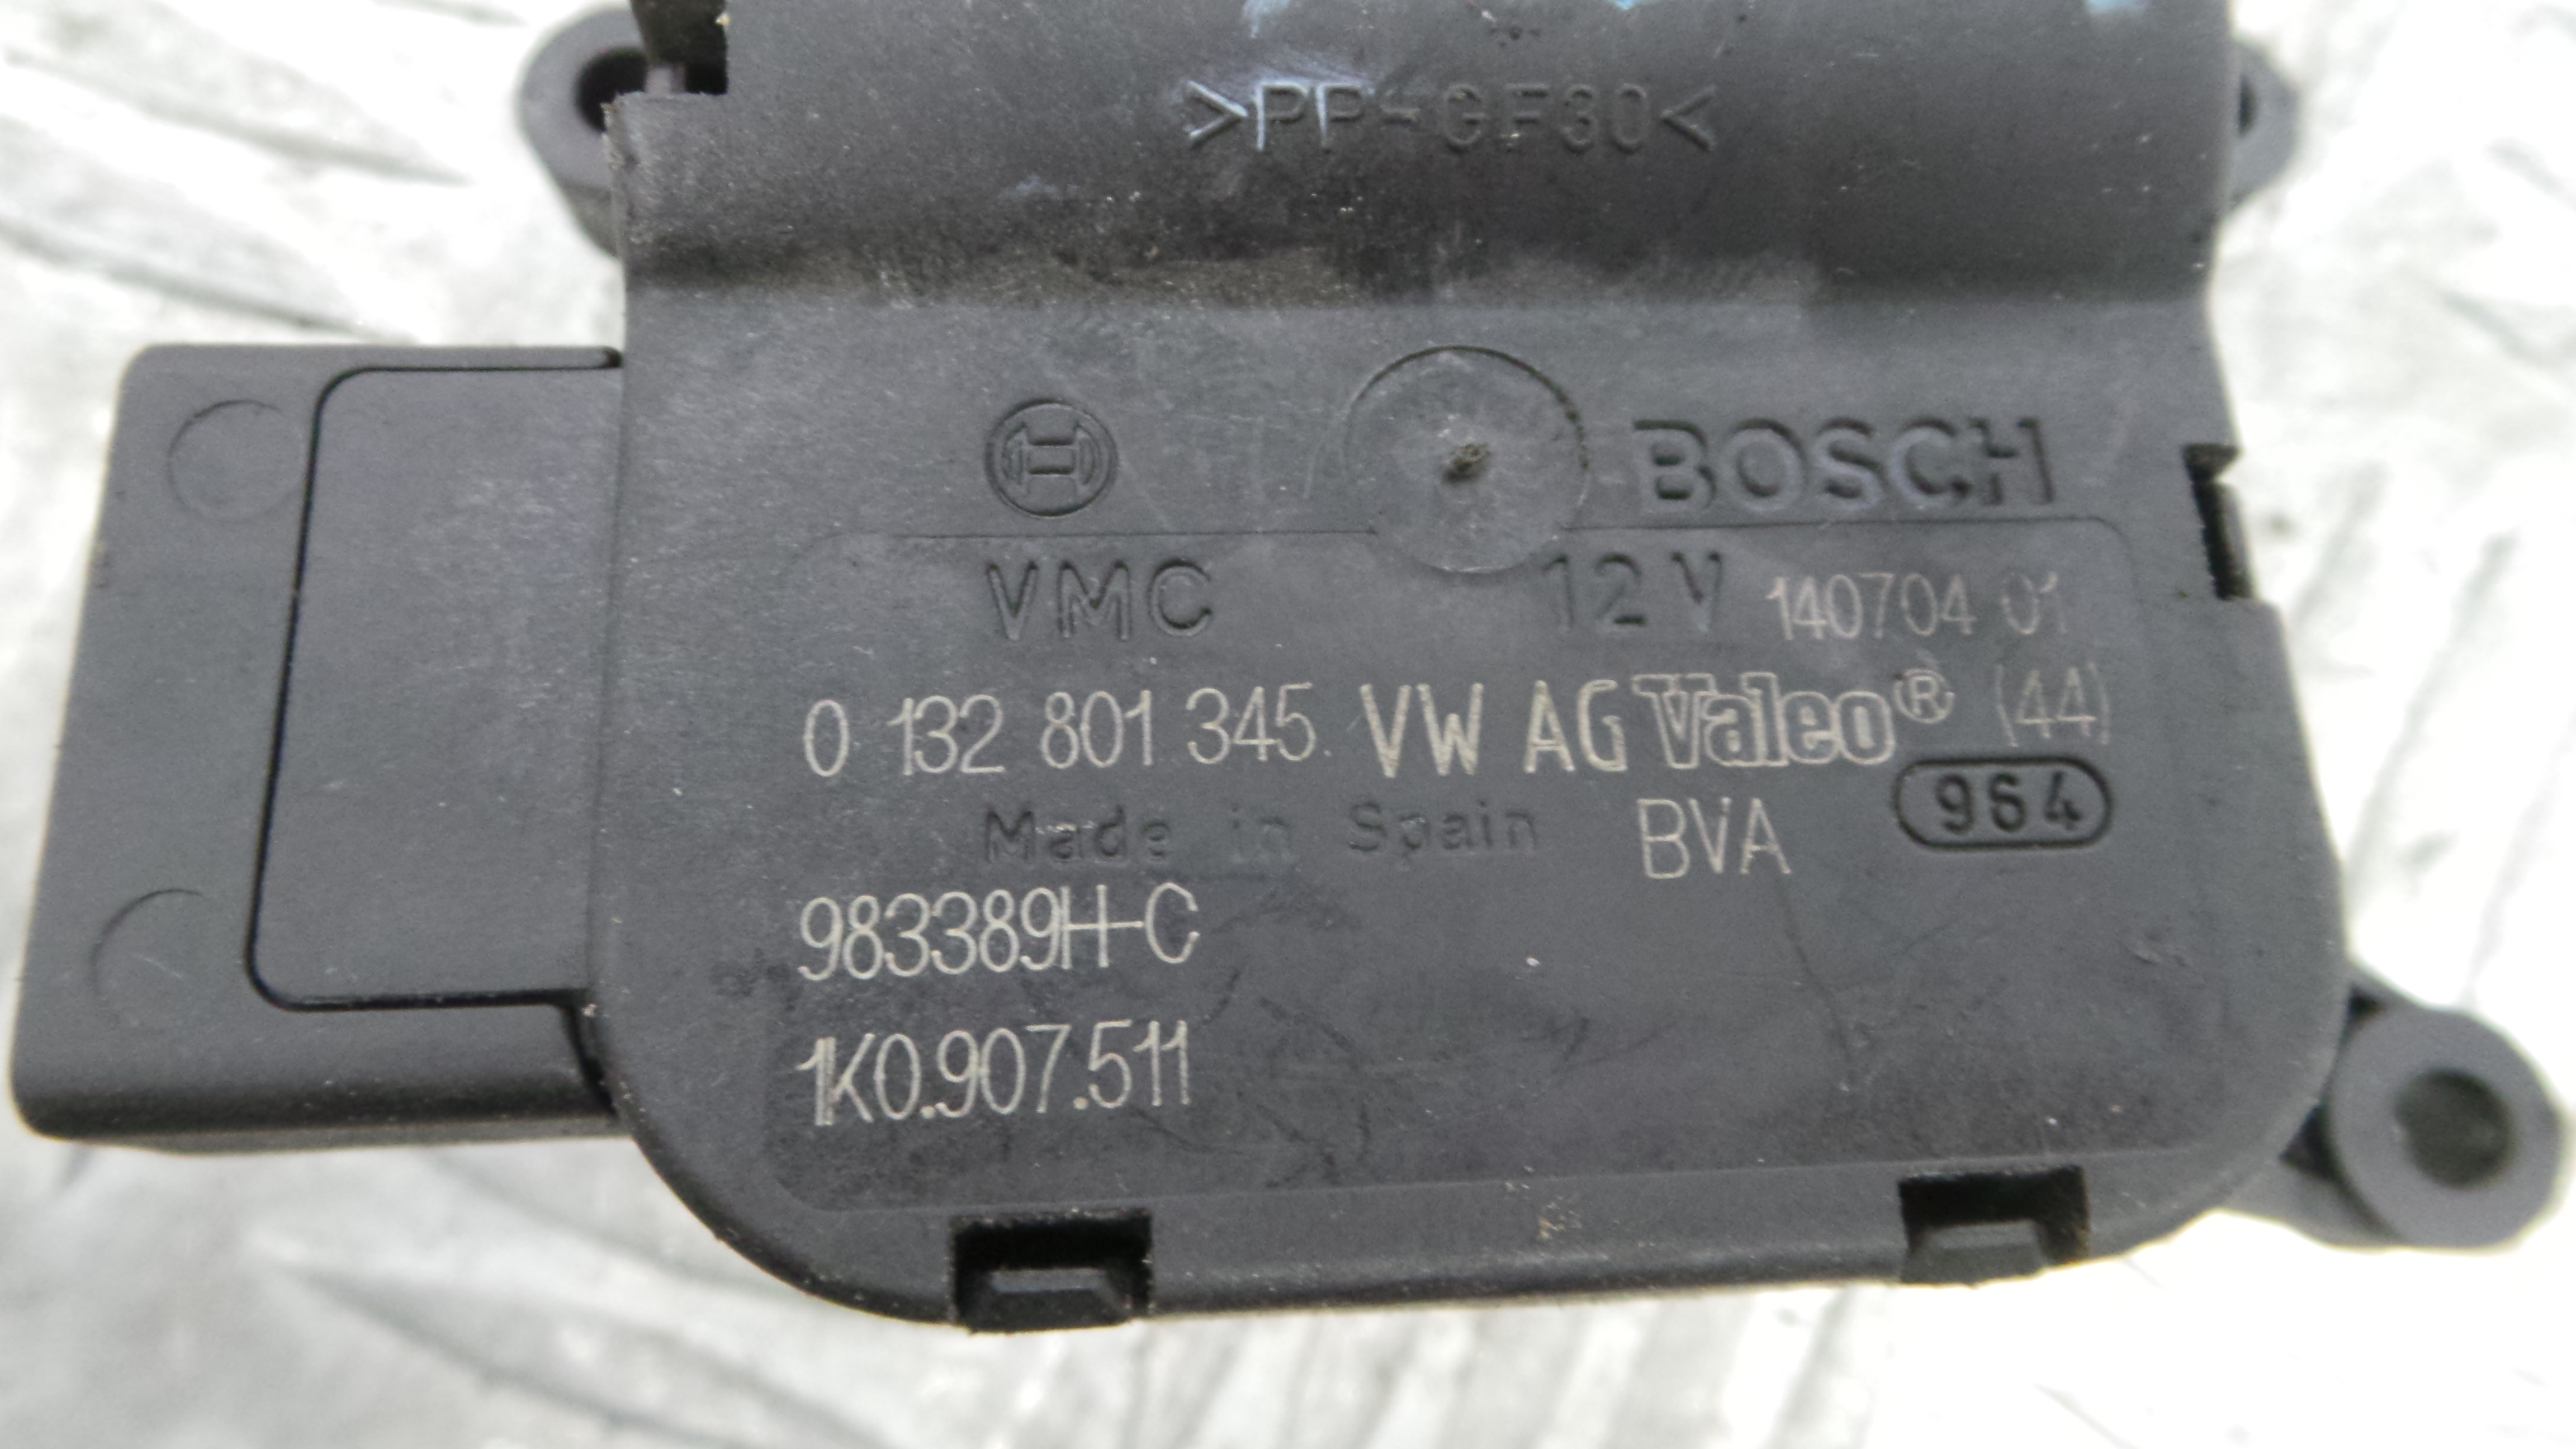 >PP-GF30<
BOSCH
VMC 12V 140704 01
0 132 801 345 VW AG Valeo® (44)
Made in Spain BVA 964
983389H-C
1K0.907.511